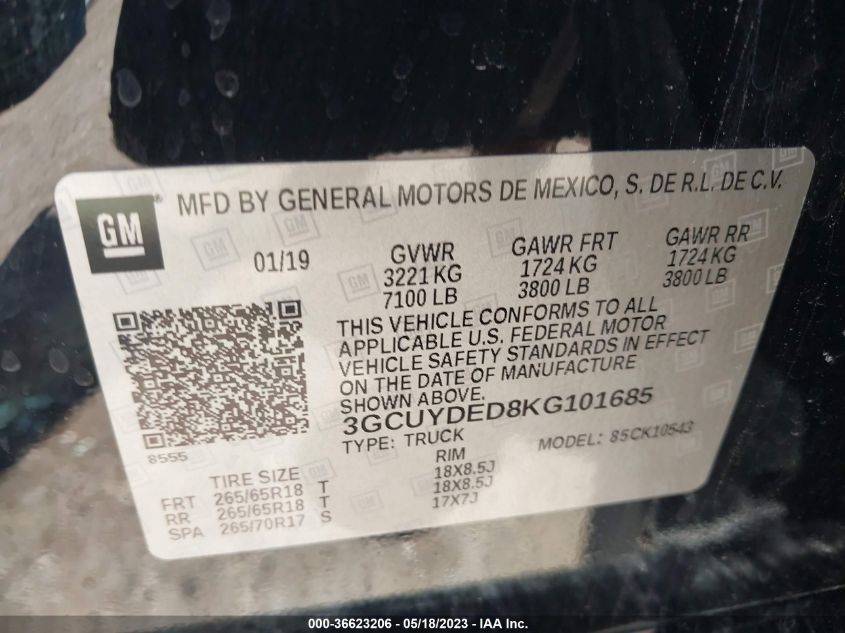 GM ® MFD BY GENERAL MOTORS DE MEXICO, S. DE R.L. DE C.V.
01/19 GVWR GAWR FRT GAWR RR
3221 KG 1724 KG 1724 KG
7100 LB 3800 LB 3800 LB
THIS VEHICLE CONFORMS TO ALL
APPLICABLE U.S. FEDERAL MOTOR
VEHICLE SAFETY STANDARDS IN EFFECT
ON THE DATE OF MANUFACTURE
SHOWN ABOVE.
3GCUYDED8KG101685
8555 TYPE: TRUCK MODEL: 85CK10543
TIRE SIZE RIM
FRT 265/65R18 T 18X8.5J
RR 265/65R18 T 18X8.5J
SPA 265/70R17 S 17X7J
000-36623206 - 05/18/2023 - IAA Inc.